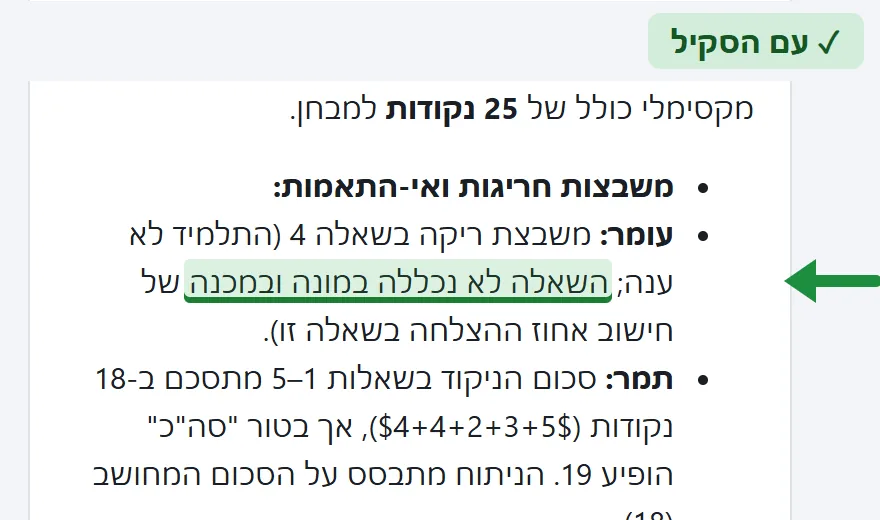 ✓ עם הסקיל
מקסימלי כולל של 25 נקודות למבחן.
• משבצות חריגות ואי-התאמות:
• עומר: משבצת ריקה בשאלה 4 (התלמיד לא
ענה; השאלה לא נכללה במונה ובמכנה של
חישוב אחוז ההצלחה בשאלה זו).
• תמר: סכום הניקוד בשאלות 1–5 מתסכם ב-18
נקודות ($4+4+2+3+5$), אך בטור "סה"כ"
הופיע 19. הניתוח מתבסס על הסכום המחושב
(18)